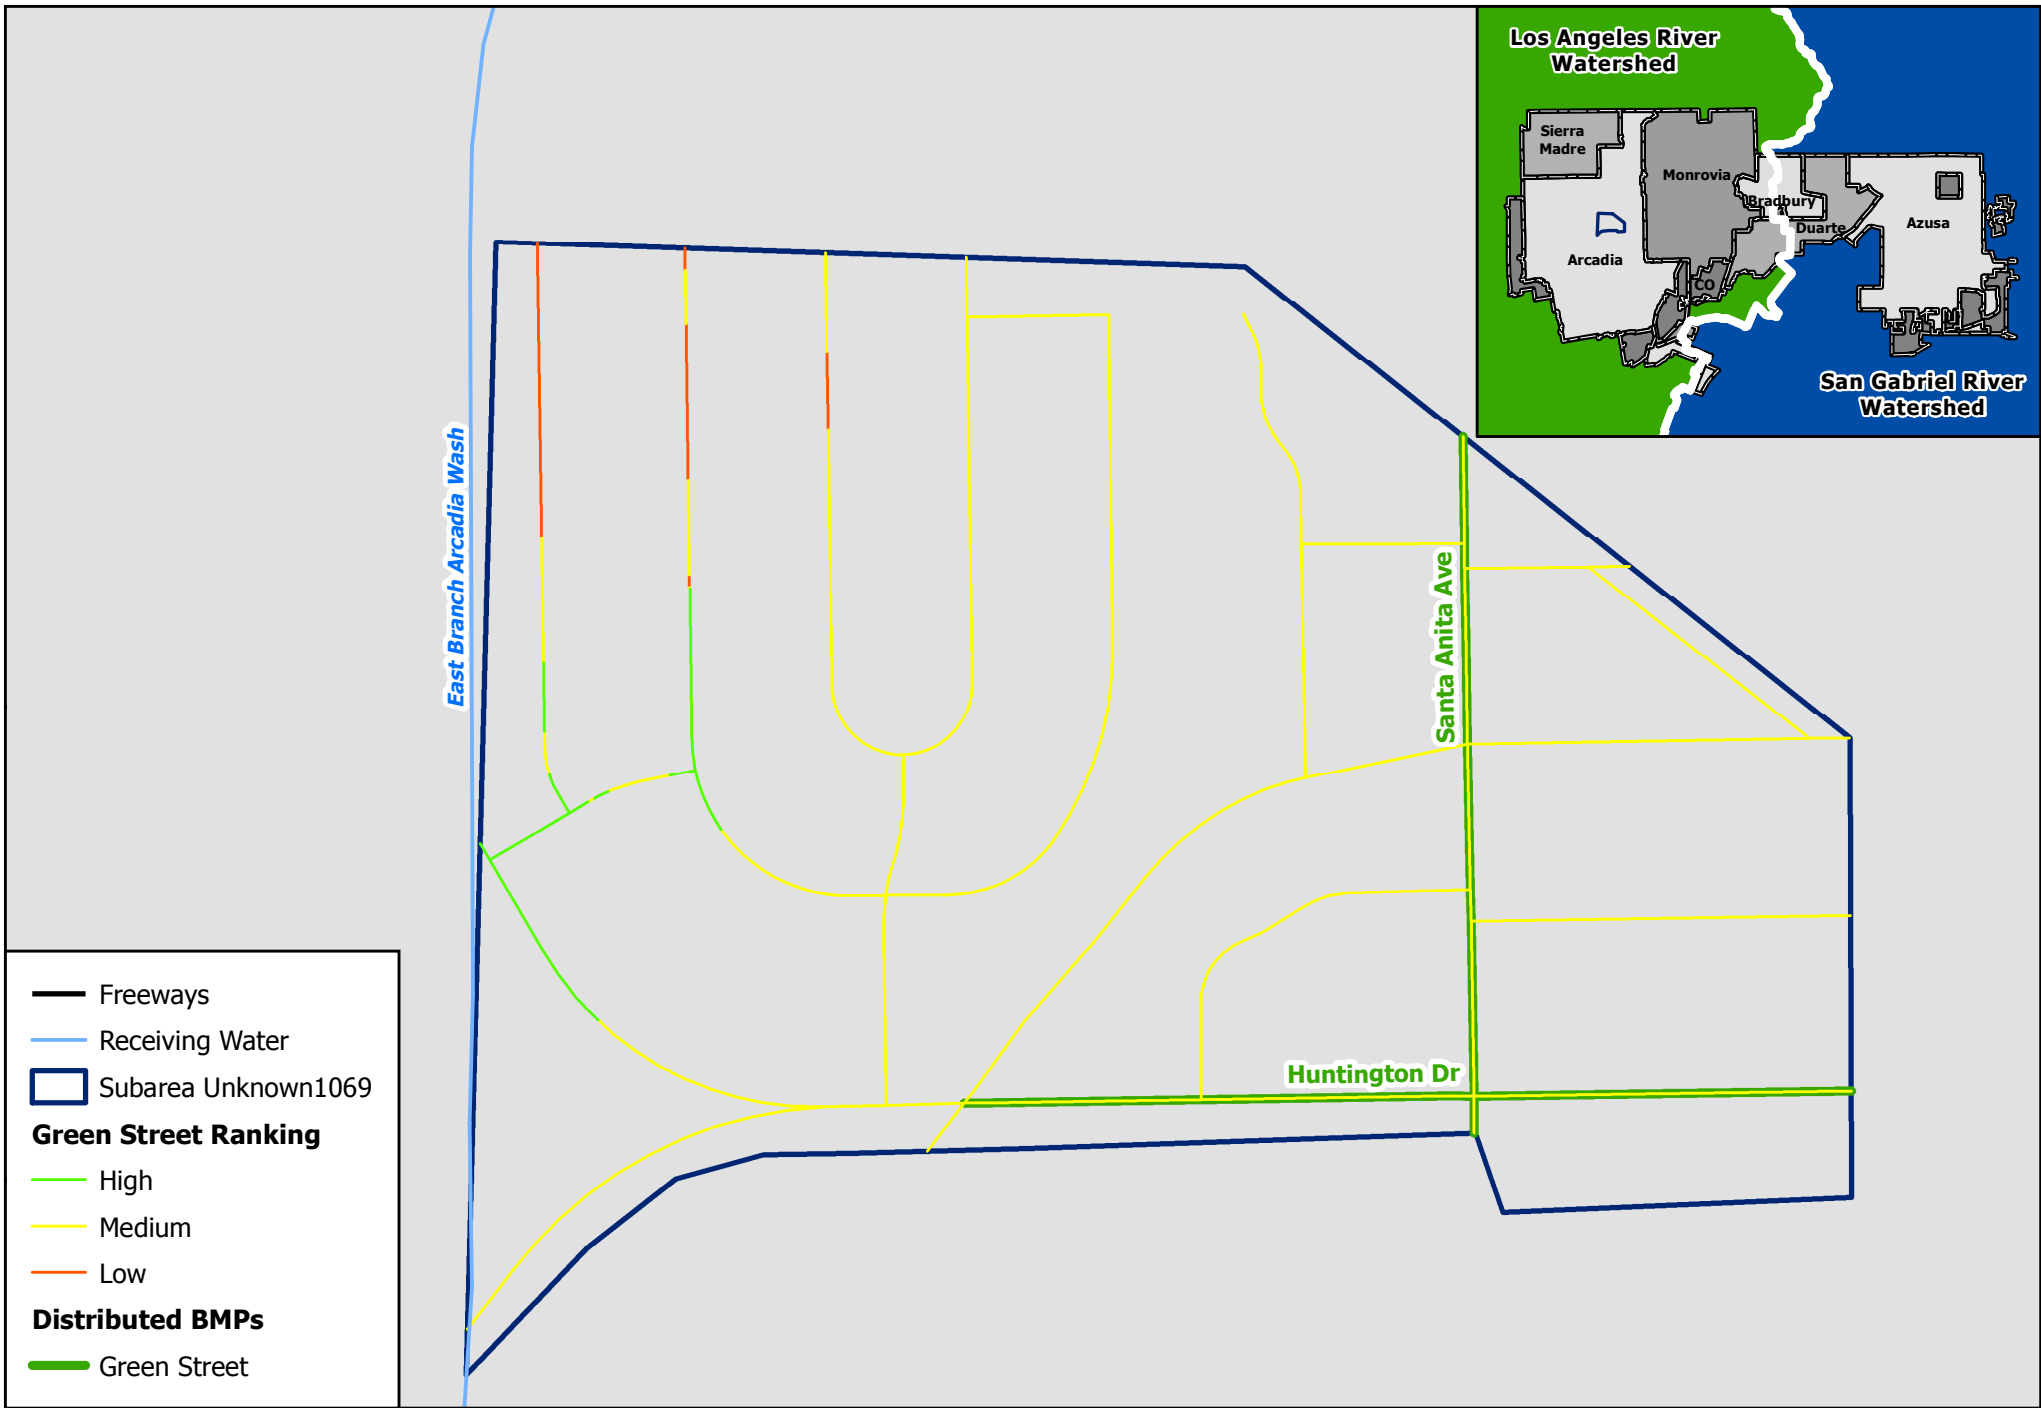 Los Angeles River
Watershed
Sierra
Madre
Monrovia
Bradbury
Duarte
Azusa
Arcadia
CO
San Gabriel River
Watershed
East Branch Arcadia Wash
Santa Anita Ave
Huntington Dr
Freeways
Receiving Water
Subarea Unknown1069
Green Street Ranking
High
Medium
Low
Distributed BMPs
Green Street